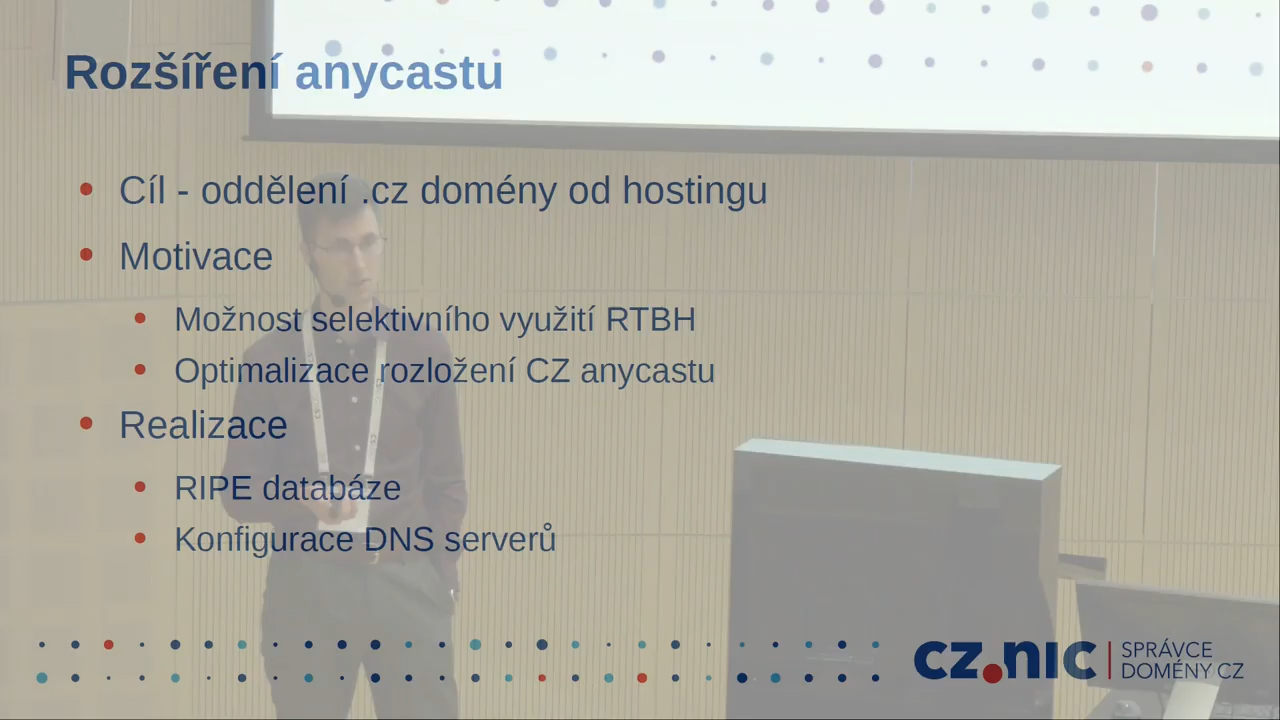 Rozšíření anycastu
Cíl - oddělení .cz domény od hostingu
Motivace
Možnost selektivního využití RTBH
Optimalizace rozložení CZ anycastu
Realizace
RIPE databáze
Konfigurace DNS serverů
CZ.NIC | SPRÁVCE
DOMÉNY CZ